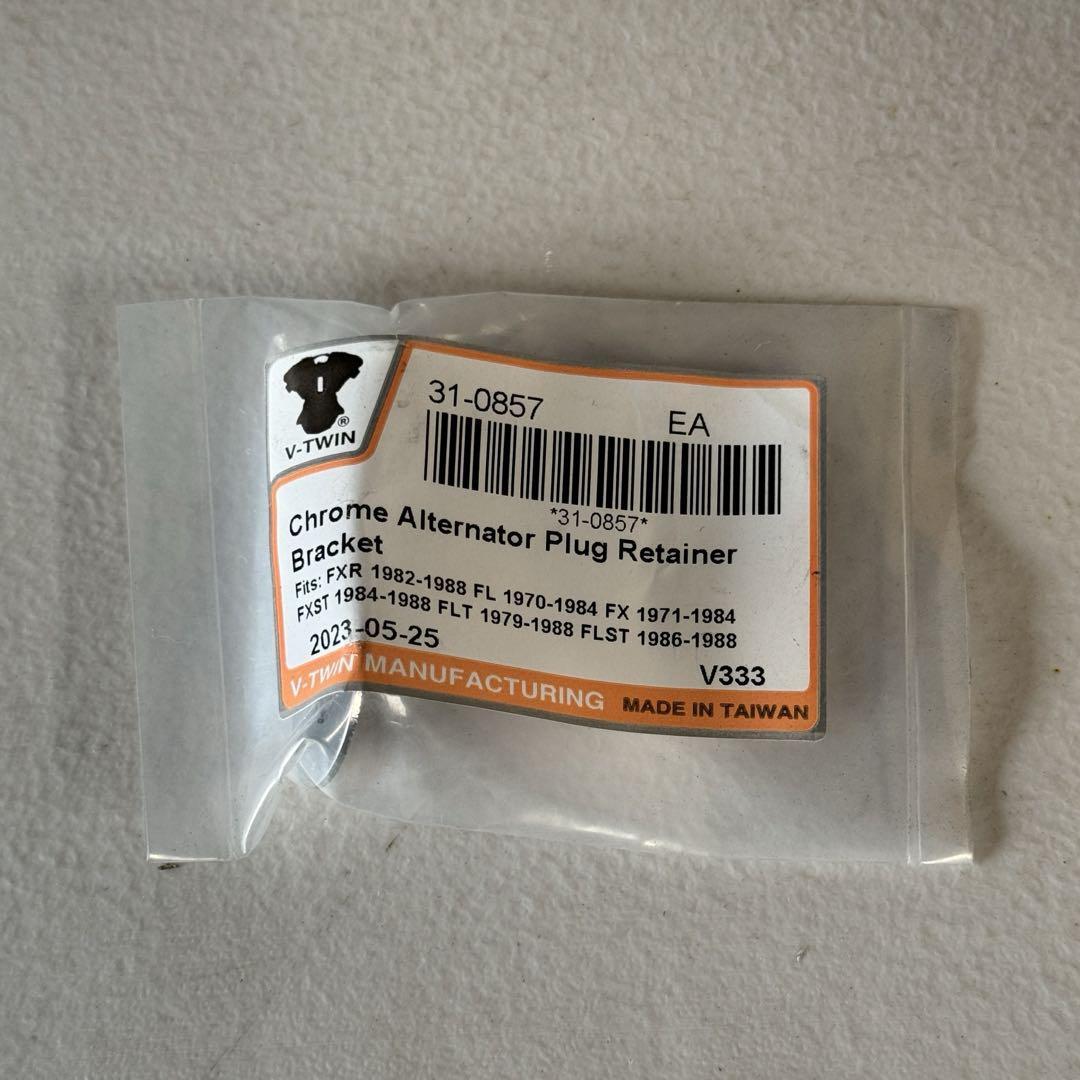 V-TWIN®
31-0857 EA
*31-0857*
Chrome Alternator Plug Retainer
Bracket
Fits: FXR 1982-1988 FL 1970-1984 FX 1971-1984
FXST 1984-1988 FLT 1979-1988 FLST 1986-1988
2023-05-25
V333
V-TWIN MANUFACTURING MADE IN TAIWAN